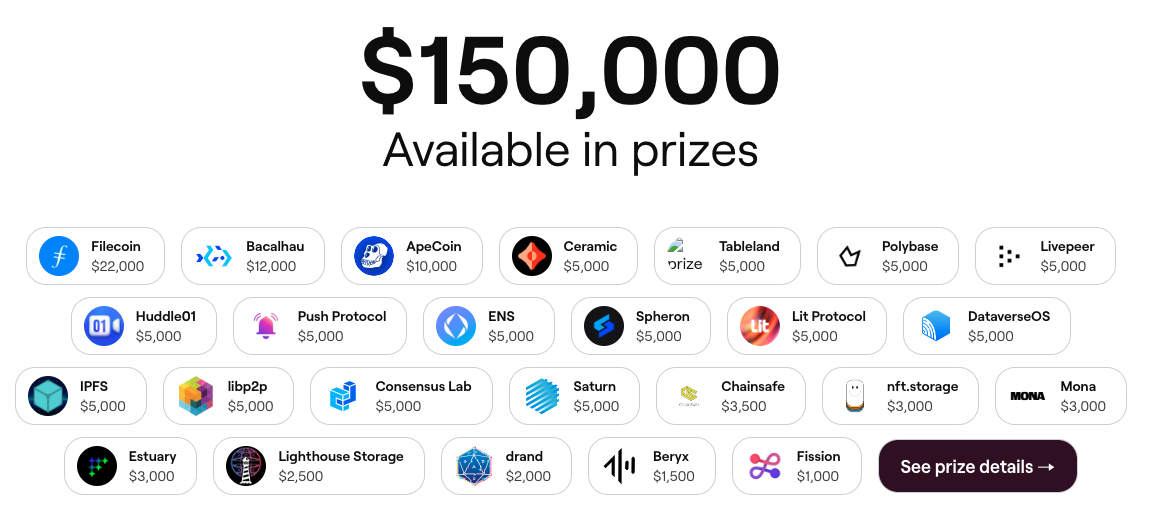 $150,000
Available in prizes
Filecoin
$22,000
Bacalhau
$12,000
ApeCoin
$10,000
Ceramic
$5,000
prize
Tableland
$5,000
Polybase
$5,000
Livepeer
$5,000
01
Huddle01
$5,000
Push Protocol
$5,000
ENS
$5,000
Spheron
$5,000
Lit
Lit Protocol
$5,000
DataverseOS
$5,000
IPFS
$5,000
libp2p
$5,000
Consensus Lab
$5,000
Saturn
$5,000
Chainsafe
$3,500
nft.storage
$3,000
MONA
Mona
$3,000
Estuary
$3,000
Lighthouse Storage
$2,500
drand
$2,000
Beryx
$1,500
Fission
$1,000
See prize details →